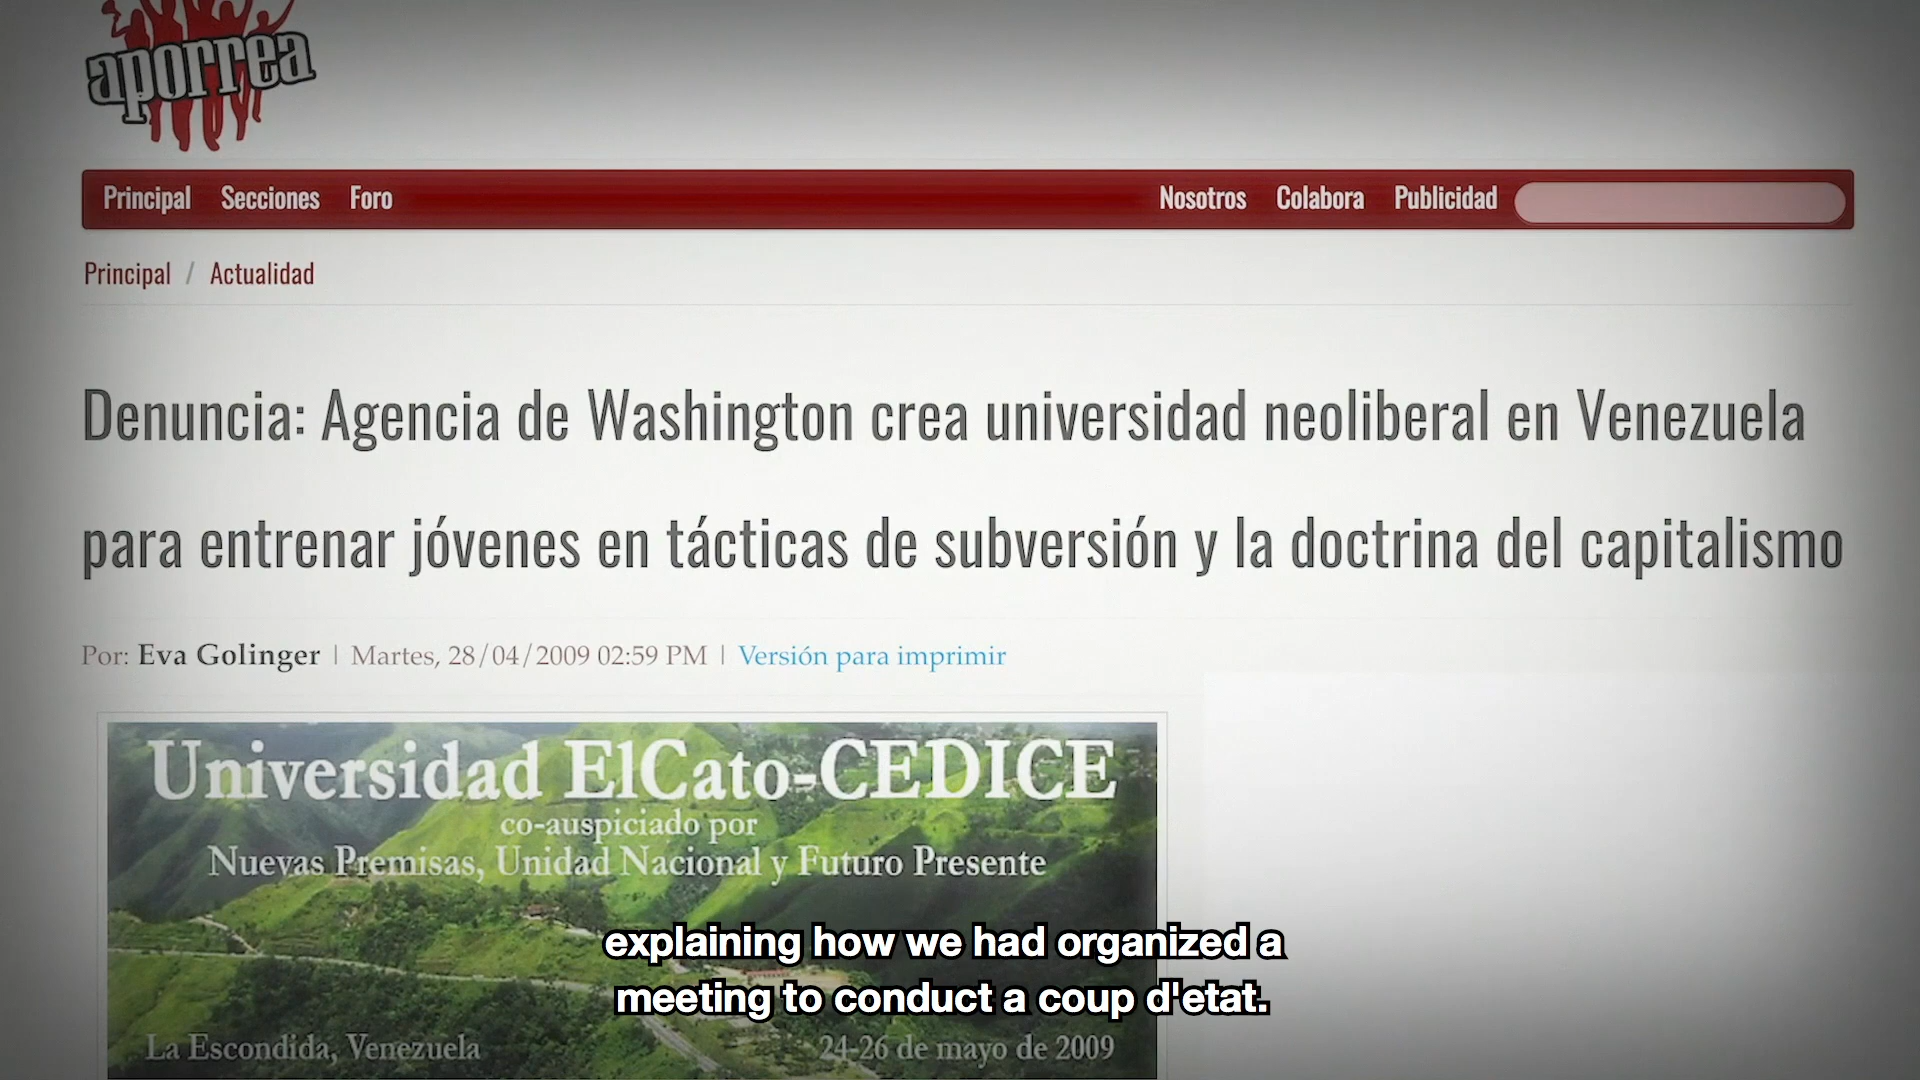 aporrea
Principal Secciones Foro Nosotros Colabora Publicidad
Principal / Actualidad
Denuncia: Agencia de Washington crea universidad neoliberal en Venezuela
para entrenar jóvenes en tácticas de subversión y la doctrina del capitalismo
Por: Eva Golinger | Martes, 28/04/2009 02:59 PM | Versión para imprimir
Universidad ElCato-CEDICE
co-auspiciado por
Nuevas Premisas, Unidad Nacional y Futuro Presente
explaining how we had organized a
meeting to conduct a coup d'etat.
La Escondida, Venezuela 24-26 de mayo de 2009